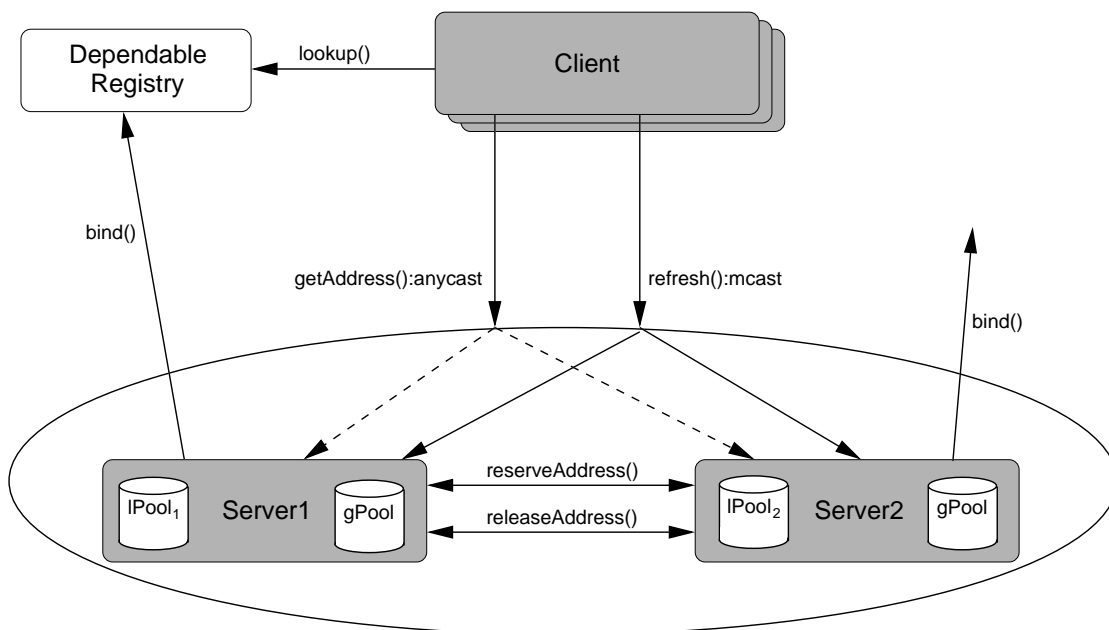 Dependable
Registry
lookup()
Client
bind()
getAddress():anycast
refresh():mcast
bind()
lPool1
Server1
gPool
reserveAddress()
releaseAddress()
lPool2
Server2
gPool